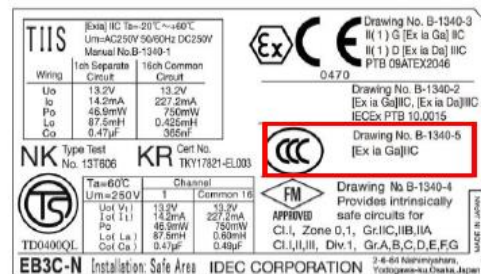 TIIS
[Exia] IIC Ta=-20℃~+60℃
Um=AC250V 50/60Hz DC250V
Manual No.B-1340-1
Wiring
1ch Separate Circuit
16ch Common Circuit
Uo 13.2V 13.2V
Io 14.2mA 227.2mA
Po 46.9mW 750mW
Lo 87.5mH 0.425mH
Co 0.47μF 365nF
Ex CE
0470
Drawing No. B-1340-3
II(1)G [Ex ia Ga] IIC
II(1)D [Ex ia Da] IIIC
PTB 09ATEX2046
Drawing No. B-1340-2
[Ex ia Ga]IIC, [Ex ia Da]IIIC
IECEx PTB 10.0015
CCC
Drawing No. B-1340-5
[Ex ia Ga]IIC
NK Type Test No. 13T606
KR Cert No. TKY17821-EL003
TS
TD0400QL
Ta=60℃
Um=250V
Channel
1 Common 16
Uo(V₁) 13.2V 13.2V
Io(I₁) 14.2mA 227.2mA
Po 46.9mW 750mW
Lo(La) 87.5mH 0.60mH
Co(Ca) 0.47μF 0.49μF
FM
APPROVED
Drawing No. B-1340-4
Provides intrinsically
safe circuits for
CI.I, Zone 0,1, Gr.IIC,IIB,IIA
CI.I,II,III, Div.1, Gr.A,B,C,D,E,F,G
MADE IN JAPAN
EB3C-N Installation: Safe Area IDEC CORPORATION
2-6-64 Nishimiyahara,
Yodogawa-ku,Osaka,Japan